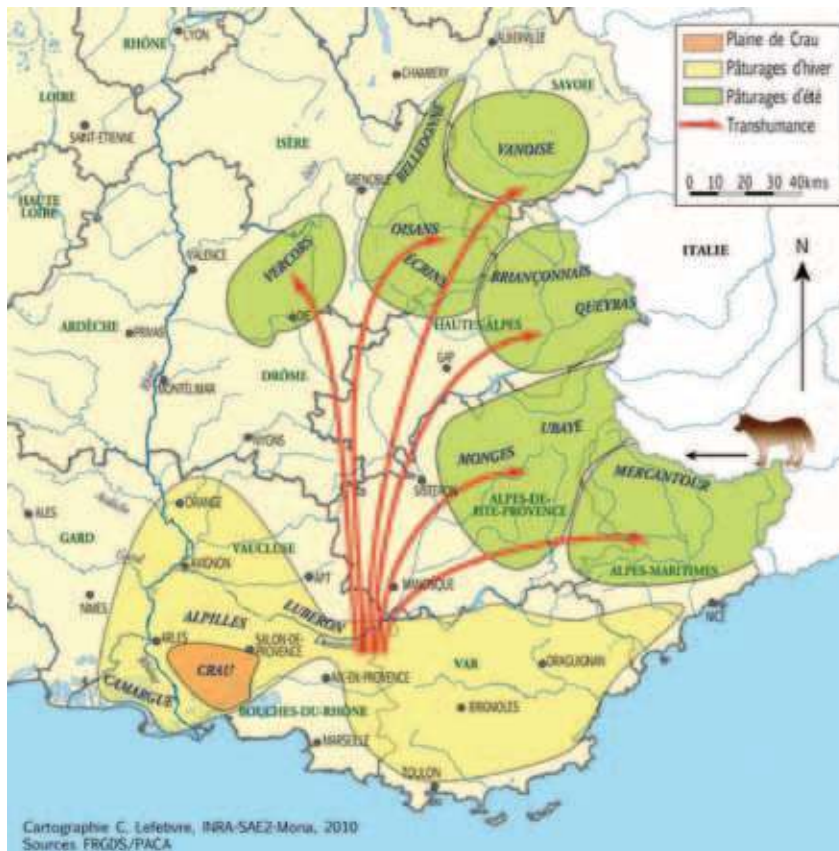 Plaine de Crau
Pâturages d'hiver
Pâturages d'été
Transhumance
0 10 20 30 40kms
N
ITALIE
RHÔNE
LYON
ALBERVILLE
CHAMBERY
SAVOIE
LOIRE
SAINT-ETIENNE
ISÈRE
BELLEDONNE
VANOISE
GRENOBLE
HAUTE
LOIRE
OISANS
ÉCRINS
VERCORS
VALENCE
BRIANÇONNAIS
QUEYRAS
DIE
HAUTES-ALPES
ARDÈCHE
PRIVAS
GAP
DRÔME
MONTELIMAR
UBAYE
NYONS
MONGES
MERCANTOUR
SISTERON
ALPES-DE-
HTE-PROVENCE
ORANGE
ALES
GARD
VAUCLUSE
AVIGNON
APT
MANOSQUE
ALPES-MARITIMES
NIMES
LUBERON
NICE
ALPILLES
ARLES
SALON-DE-
PROVENCE
VAR
DRAGUIGNAN
CRAU
AIX-EN-PROVENCE
CAMARGUE
BOUCHES-DU-RHÔNE
BRIGNOLES
MARSEILLE
TOULON
Cartographie C. Lefebvre, INRA-SAE2-Mona, 2010
Sources FRGDS/PACA